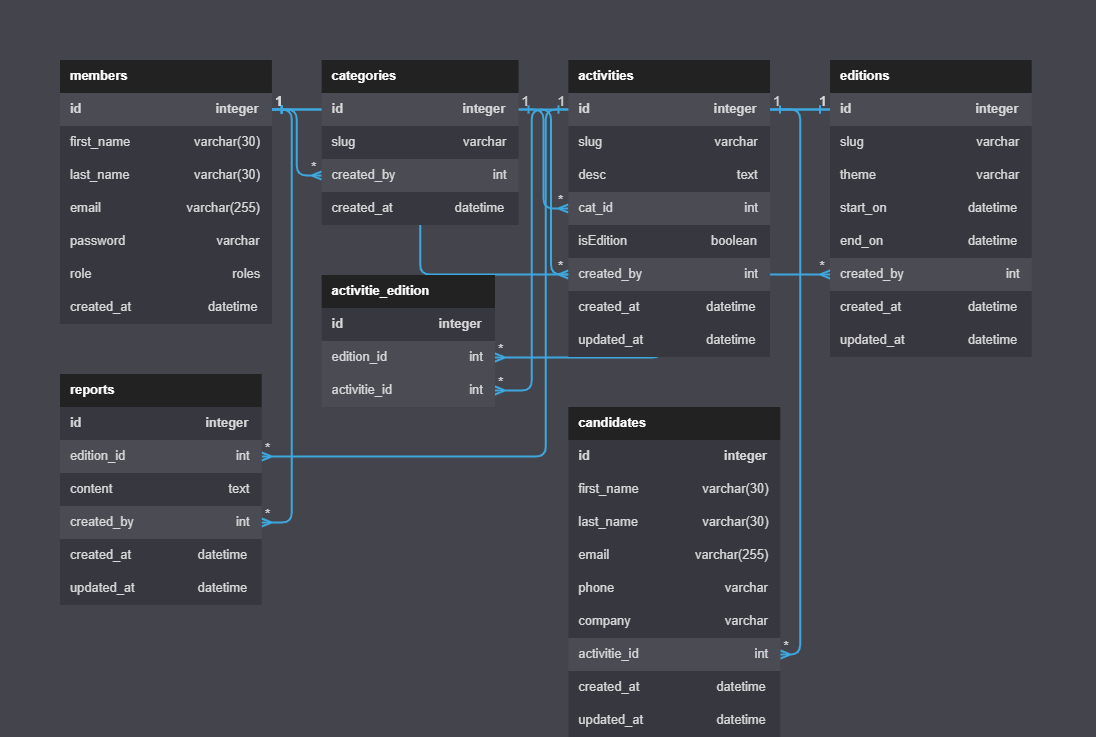 members
id integer
first_name varchar(30)
last_name varchar(30)
email varchar(255)
password varchar
role roles
created_at datetime
categories
id integer
slug varchar
created_by int
created_at datetime
activities
id integer
slug varchar
desc text
cat_id int
isEdition boolean
created_by int
created_at datetime
updated_at datetime
editions
id integer
slug varchar
theme varchar
start_on datetime
end_on datetime
created_by int
created_at datetime
updated_at datetime
activitie_edition
id integer
edition_id int
activitie_id int
reports
id integer
edition_id int
content text
created_by int
created_at datetime
updated_at datetime
candidates
id integer
first_name varchar(30)
last_name varchar(30)
email varchar(255)
phone varchar
company varchar
activitie_id int
created_at datetime
updated_at datetime
1
1
1
1
1
*
*
*
*
*
*
*
*
*